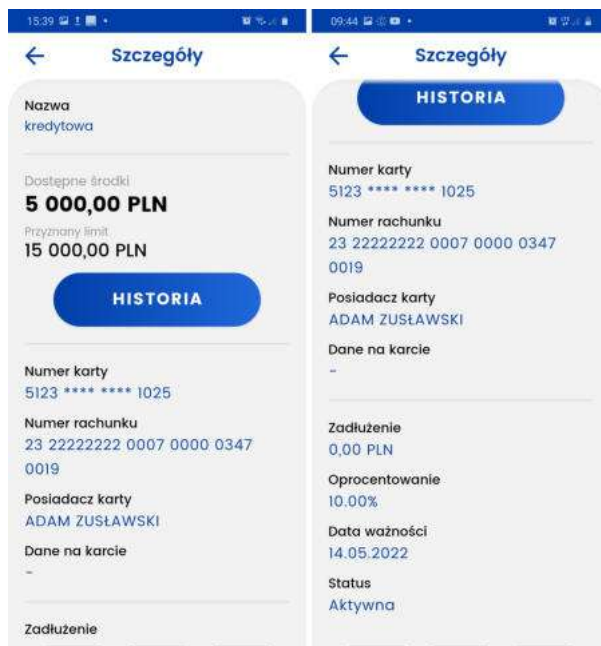 15:39
Szczegóły
Nazwa
kredytowa
Dostępne środki
5 000,00 PLN
Przyznany limit
15 000,00 PLN
HISTORIA
Numer karty
5123 **** **** 1025
Numer rachunku
23 22222222 0007 0000 0347
0019
Posiadacz karty
ADAM ZUSŁAWSKI
Dane na karcie
-
Zadłużenie
09:44
Szczegóły
HISTORIA
Numer karty
5123 **** **** 1025
Numer rachunku
23 22222222 0007 0000 0347
0019
Posiadacz karty
ADAM ZUSŁAWSKI
Dane na karcie
-
Zadłużenie
0,00 PLN
Oprocentowanie
10.00%
Data ważności
14.05.2022
Status
Aktywna